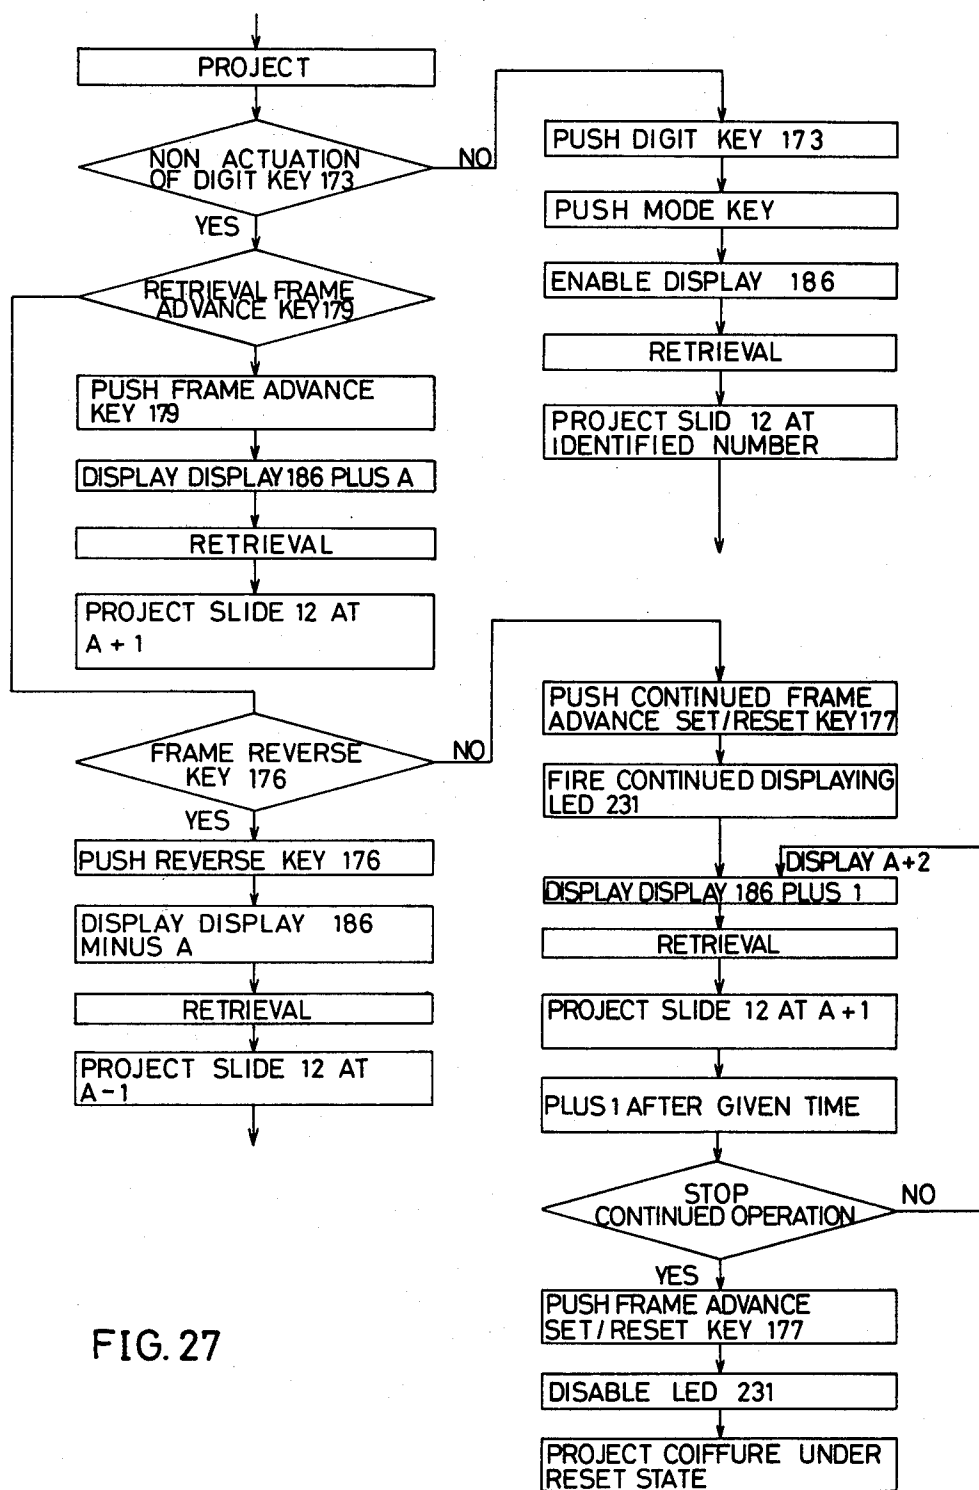 PROJECT
NON ACTUATION
OF DIGIT KEY 173
NO
YES
RETRIEVAL FRAME
ADVANCE KEY 179
PUSH FRAME ADVANCE
KEY 179
DISPLAY DISPLAY 186 PLUS A
RETRIEVAL
PROJECT SLIDE 12 AT
A + 1
PUSH DIGIT KEY 173
PUSH MODE KEY
ENABLE DISPLAY 186
RETRIEVAL
PROJECT SLID 12 AT
IDENTIFIED NUMBER
FRAME REVERSE
KEY 176
NO
YES
PUSH REVERSE KEY 176
DISPLAY DISPLAY 186
MINUS A
RETRIEVAL
PROJECT SLIDE 12 AT
A - 1
PUSH CONTINUED FRAME
ADVANCE SET/RESET KEY 177
FIRE CONTINUED DISPLAYING
LED 231
DISPLAY A+2
DISPLAY DISPLAY 186 PLUS 1
RETRIEVAL
PROJECT SLIDE 12 AT A + 1
PLUS 1 AFTER GIVEN TIME
STOP
CONTINUED OPERATION
NO
YES
PUSH FRAME ADVANCE
SET / RESET KEY 177
DISABLE LED 231
PROJECT COIFFURE UNDER
RESET STATE
FIG. 27